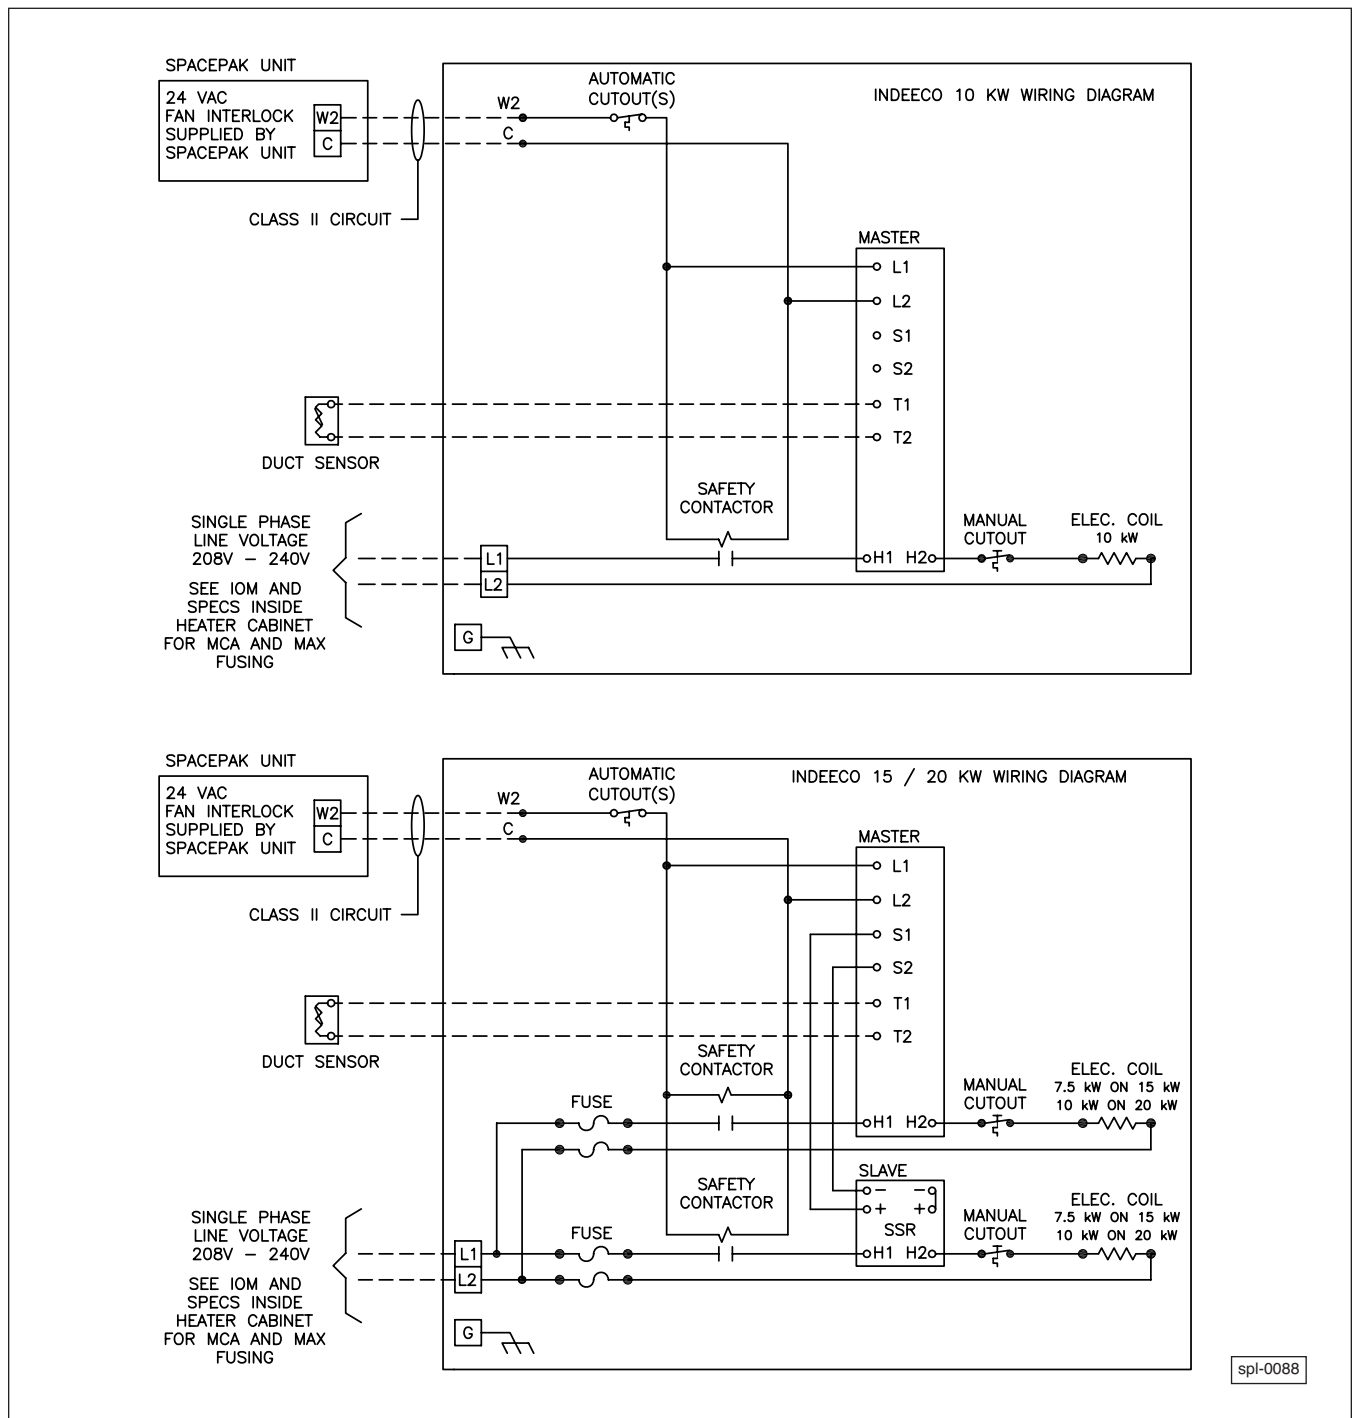 SPACEPAK UNIT
24 VAC
FAN INTERLOCK
SUPPLIED BY
SPACEPAK UNIT
W2
C
CLASS II CIRCUIT
W2
C
AUTOMATIC
CUTOUT(S)
INDEECO 10 KW WIRING DIAGRAM
MASTER
L1
L2
S1
S2
T1
T2
H1 H2
DUCT SENSOR
SAFETY
CONTACTOR
MANUAL
CUTOUT
ELEC. COIL
10 kW
SINGLE PHASE
LINE VOLTAGE
208V – 240V
SEE IOM AND
SPECS INSIDE
HEATER CABINET
FOR MCA AND MAX
FUSING
L1
L2
G
SPACEPAK UNIT
24 VAC
FAN INTERLOCK
SUPPLIED BY
SPACEPAK UNIT
W2
C
CLASS II CIRCUIT
W2
C
AUTOMATIC
CUTOUT(S)
INDEECO 15 / 20 KW WIRING DIAGRAM
MASTER
L1
L2
S1
S2
T1
T2
H1 H2
DUCT SENSOR
SAFETY
CONTACTOR
FUSE
MANUAL
CUTOUT
ELEC. COIL
7.5 kW ON 15 kW
10 kW ON 20 kW
SLAVE
– –
+ +
SSR
H1 H2
SAFETY
CONTACTOR
FUSE
MANUAL
CUTOUT
ELEC. COIL
7.5 kW ON 15 kW
10 kW ON 20 kW
SINGLE PHASE
LINE VOLTAGE
208V – 240V
SEE IOM AND
SPECS INSIDE
HEATER CABINET
FOR MCA AND MAX
FUSING
L1
L2
G
spl-0088